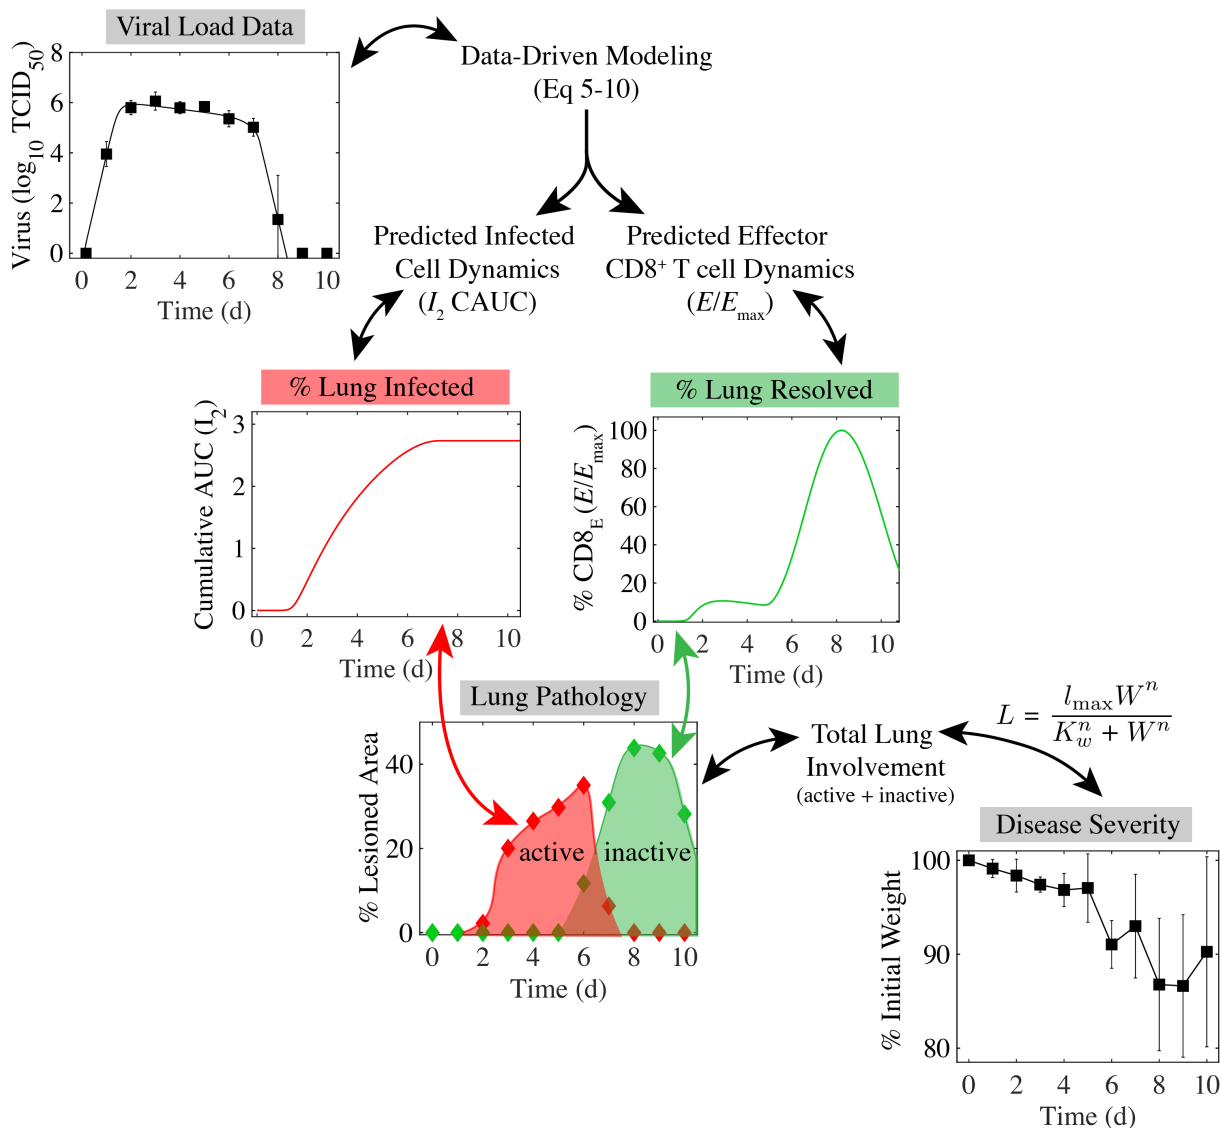 Viral Load Data
Virus (log10 TCID50)
8
6
4
2
0
0 2 4 6 8 10
Time (d)
Data-Driven Modeling
(Eq 5-10)
Predicted Infected
Cell Dynamics
(I2 CAUC)
Predicted Effector
CD8+ T cell Dynamics
(E/Emax)
% Lung Infected
Cumulative AUC (I2)
3
2
1
0
0 2 4 6 8 10
Time (d)
% Lung Resolved
% CD8E (E/Emax)
100
80
60
40
20
0
0 2 4 6 8 10
Time (d)
Lung Pathology
% Lesioned Area
40
20
0
active
inactive
0 2 4 6 8 10
Time (d)
Total Lung
Involvement
(active + inactive)
L = lmax W^n / (Kw^n + W^n)
Disease Severity
% Initial Weight
100
90
80
0 2 4 6 8 10
Time (d)